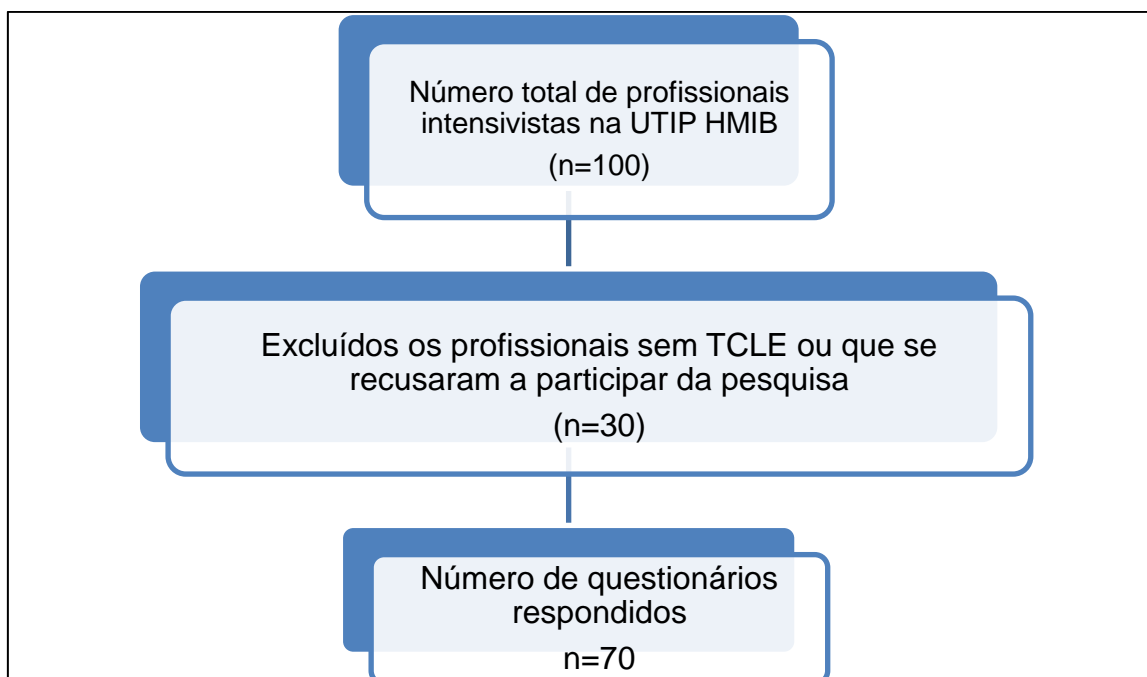 Número total de profissionais
intensivistas na UTIP HMIB
(n=100)
Excluídos os profissionais sem TCLE ou que se
recusaram a participar da pesquisa
(n=30)
Número de questionários
respondidos
n=70